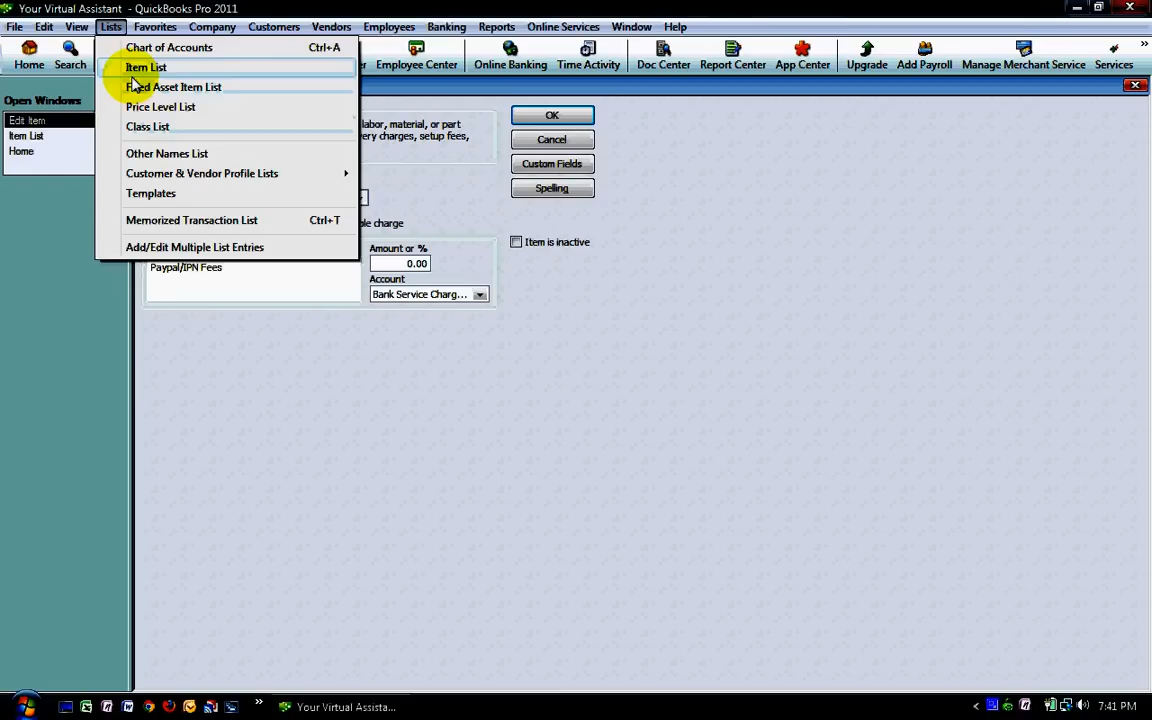 Your Virtual Assistant - QuickBooks Pro 2011
File Edit View Lists Favorites Company Customers Vendors Employees Banking Reports Online Services Window Help
Home Search Employee Center Online Banking Time Activity Doc Center Report Center App Center Upgrade Add Payroll Manage Merchant Service Services
Chart of Accounts Ctrl+A
Item List
Fixed Asset Item List
Price Level List
Class List
Other Names List
Customer & Vendor Profile Lists
Templates
Memorized Transaction List Ctrl+T
Add/Edit Multiple List Entries
Open Windows
Edit Item
Item List
Home
labor, material, or part
very charges, setup fees,
OK
Cancel
Custom Fields
Spelling
ble charge
Item is inactive
Amount or %
0.00
Account
Bank Service Charg...
Paypal/IPN Fees
Your Virtual Assista...
7:41 PM